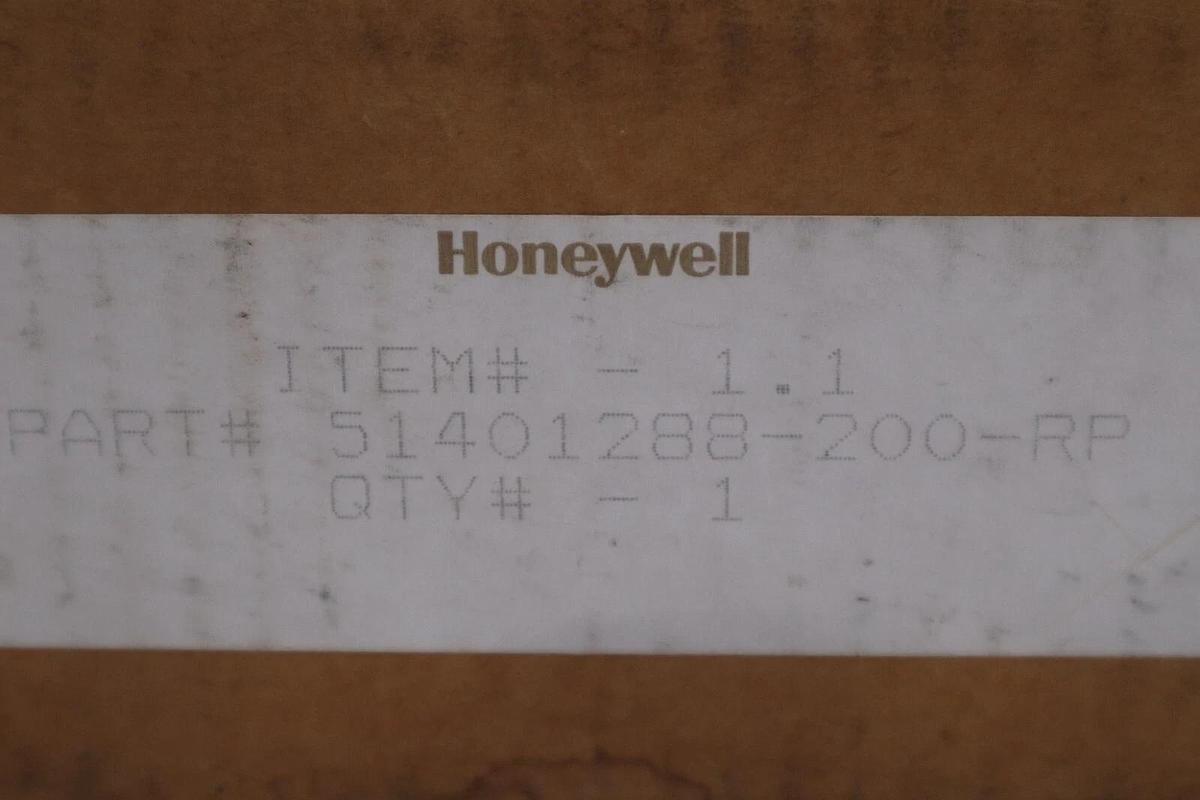 Honeywell
ITEM# - 1.1
PART# 51401288-200-RP
QTY# - 1